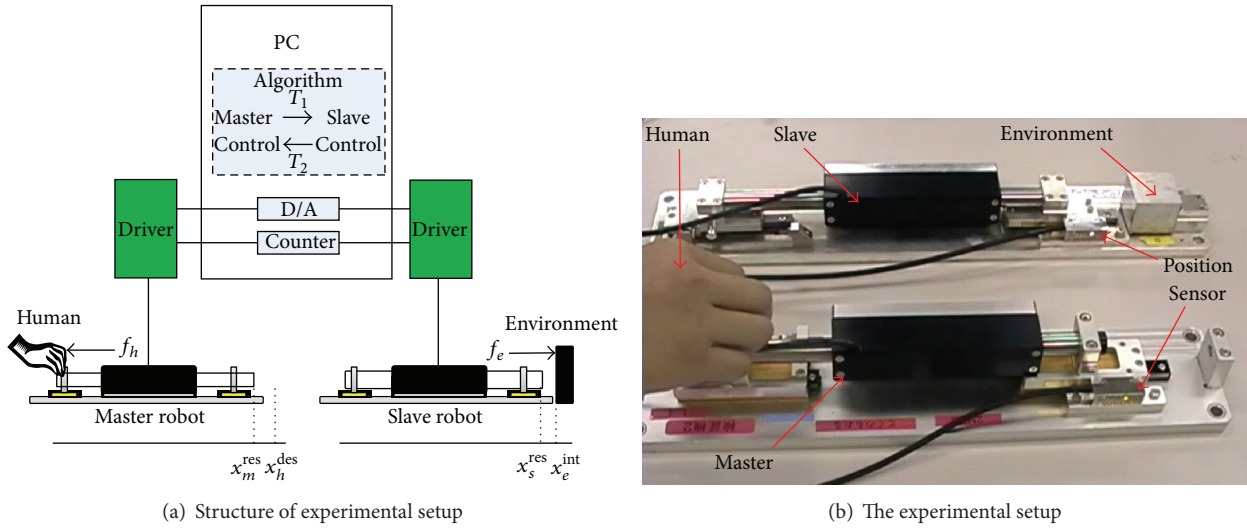 PC
Algorithm
T1
Master → Slave
Control ← Control
T2
Driver
D/A
Counter
Driver
Human
f_h
Environment
f_e
Master robot
Slave robot
x_m^res x_h^des
x_s^res x_e^int
(a) Structure of experimental setup
Human
Slave
Environment
Position
Sensor
Master
(b) The experimental setup